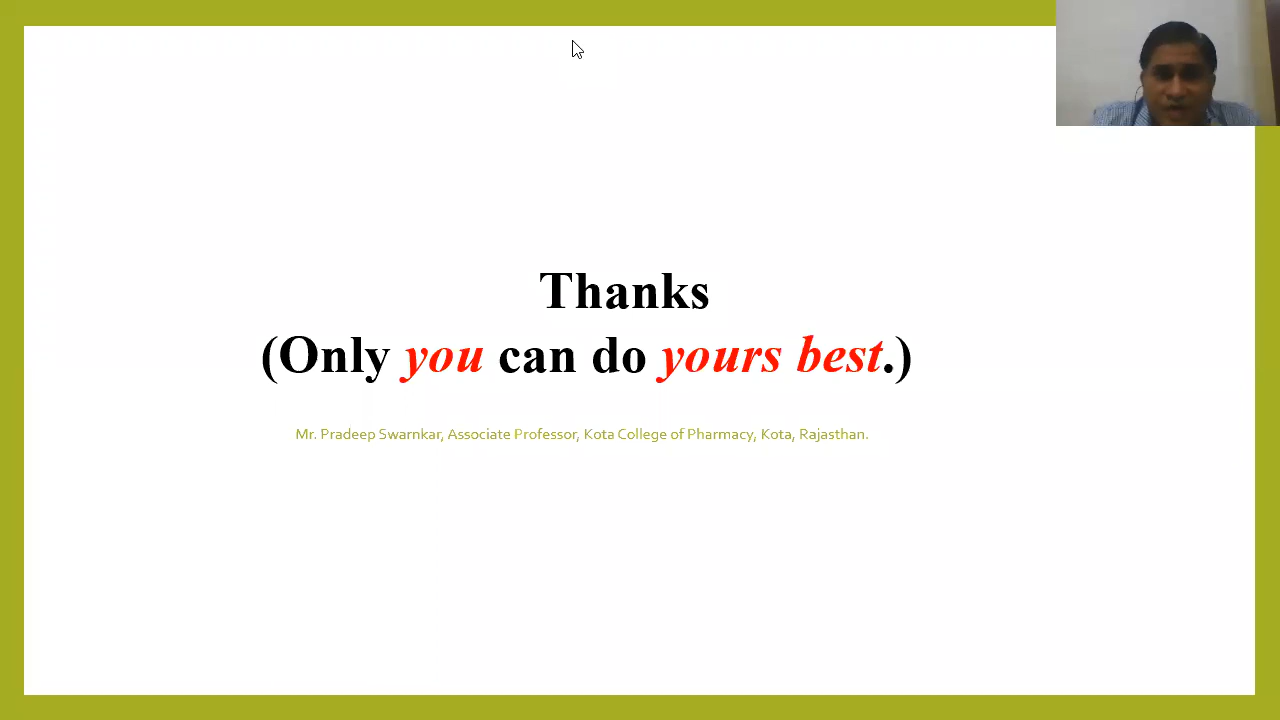 Thanks
(Only you can do yours best.)
Mr. Pradeep Swarnkar, Associate Professor, Kota College of Pharmacy, Kota, Rajasthan.